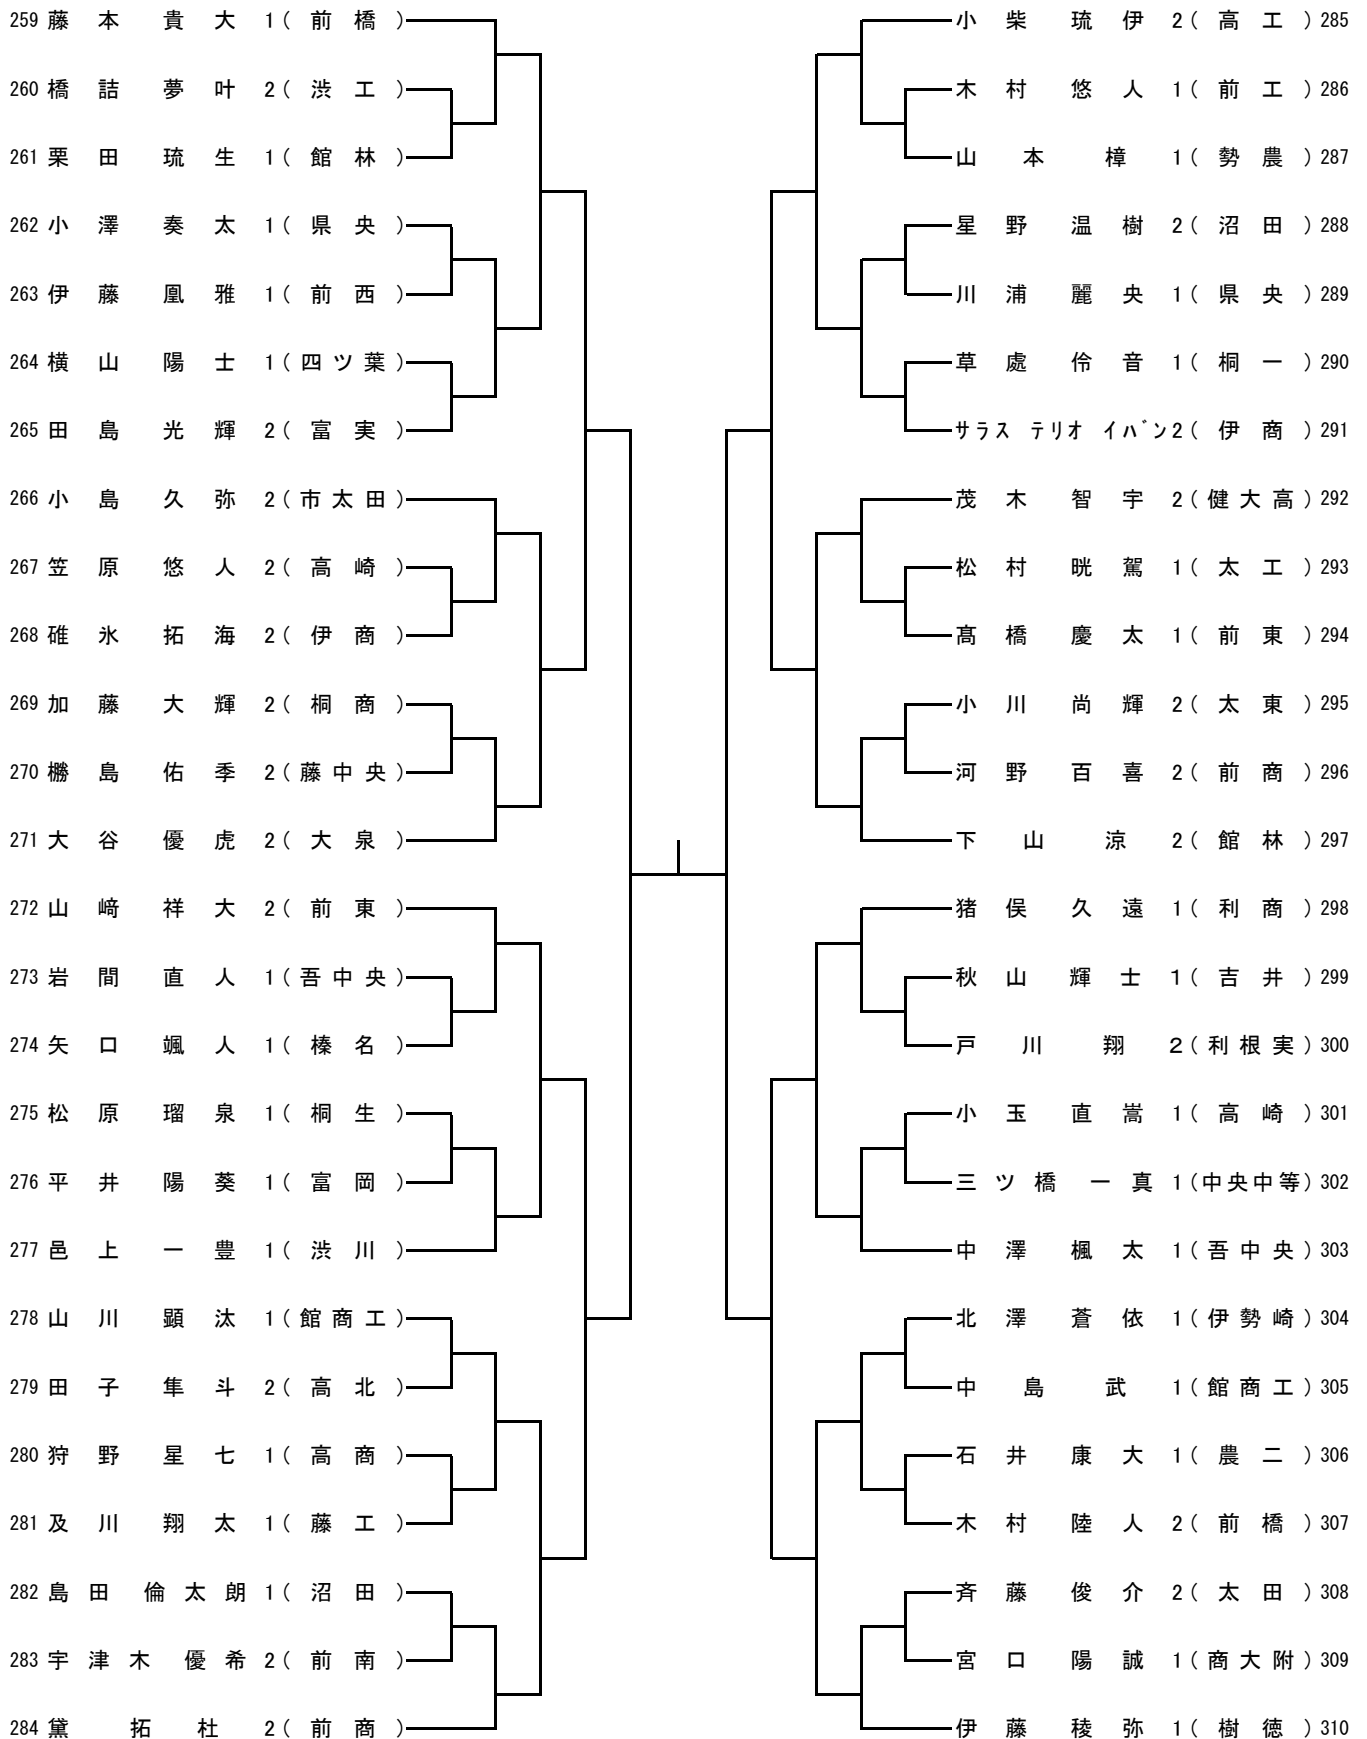 259 藤本 貴大 1(前橋)
260 橋詰 夢叶 2(渋工)
261 栗田 琉生 1(館林)
262 小澤 奏太 1(県央)
263 伊藤 凰雅 1(前西)
264 横山 陽士 1(四ツ葉)
265 田島 光輝 2(富実)
266 小島 久弥 2(市太田)
267 笠原 悠人 2(高崎)
268 碓氷 拓海 2(伊商)
269 加藤 大輝 2(桐商)
270 橳島 佑季 2(藤中央)
271 大谷 優虎 2(大泉)
272 山﨑 祥大 2(前東)
273 岩間 直人 1(吾中央)
274 矢口 颯人 1(榛名)
275 松原 瑠泉 1(桐生)
276 平井 陽葵 1(富岡)
277 邑上 一豊 1(渋川)
278 山川 顕汰 1(館商工)
279 田子 隼斗 2(高北)
280 狩野 星七 1(高商)
281 及川 翔太 1(藤工)
282 島田 倫太朗 1(沼田)
283 宇津木 優希 2(前南)
284 黛 拓杜 2(前商)
小柴 琉伊 2(高工)285
木村 悠人 1(前工)286
山本 樟 1(勢農)287
星野 温樹 2(沼田)288
川浦 麗央 1(県央)289
草處 伶音 1(桐一)290
サラス テリオ イバン 2(伊商)291
茂木 智宇 2(健大高)292
松村 晄駕 1(太工)293
髙橋 慶太 1(前東)294
小川 尚輝 2(太東)295
河野 百喜 2(前商)296
下山 涼 2(館林)297
猪俣 久遠 1(利商)298
秋山 輝士 1(吉井)299
戸川 翔 2(利根実)300
小玉 直嵩 1(高崎)301
三ツ橋 一真 1(中央中等)302
中澤 楓太 1(吾中央)303
北澤 蒼依 1(伊勢崎)304
中島 武 1(館商工)305
石井 康大 1(農二)306
木村 陸人 2(前橋)307
斉藤 俊介 2(太田)308
宮口 陽誠 1(商大附)309
伊藤 稜弥 1(樹徳)310